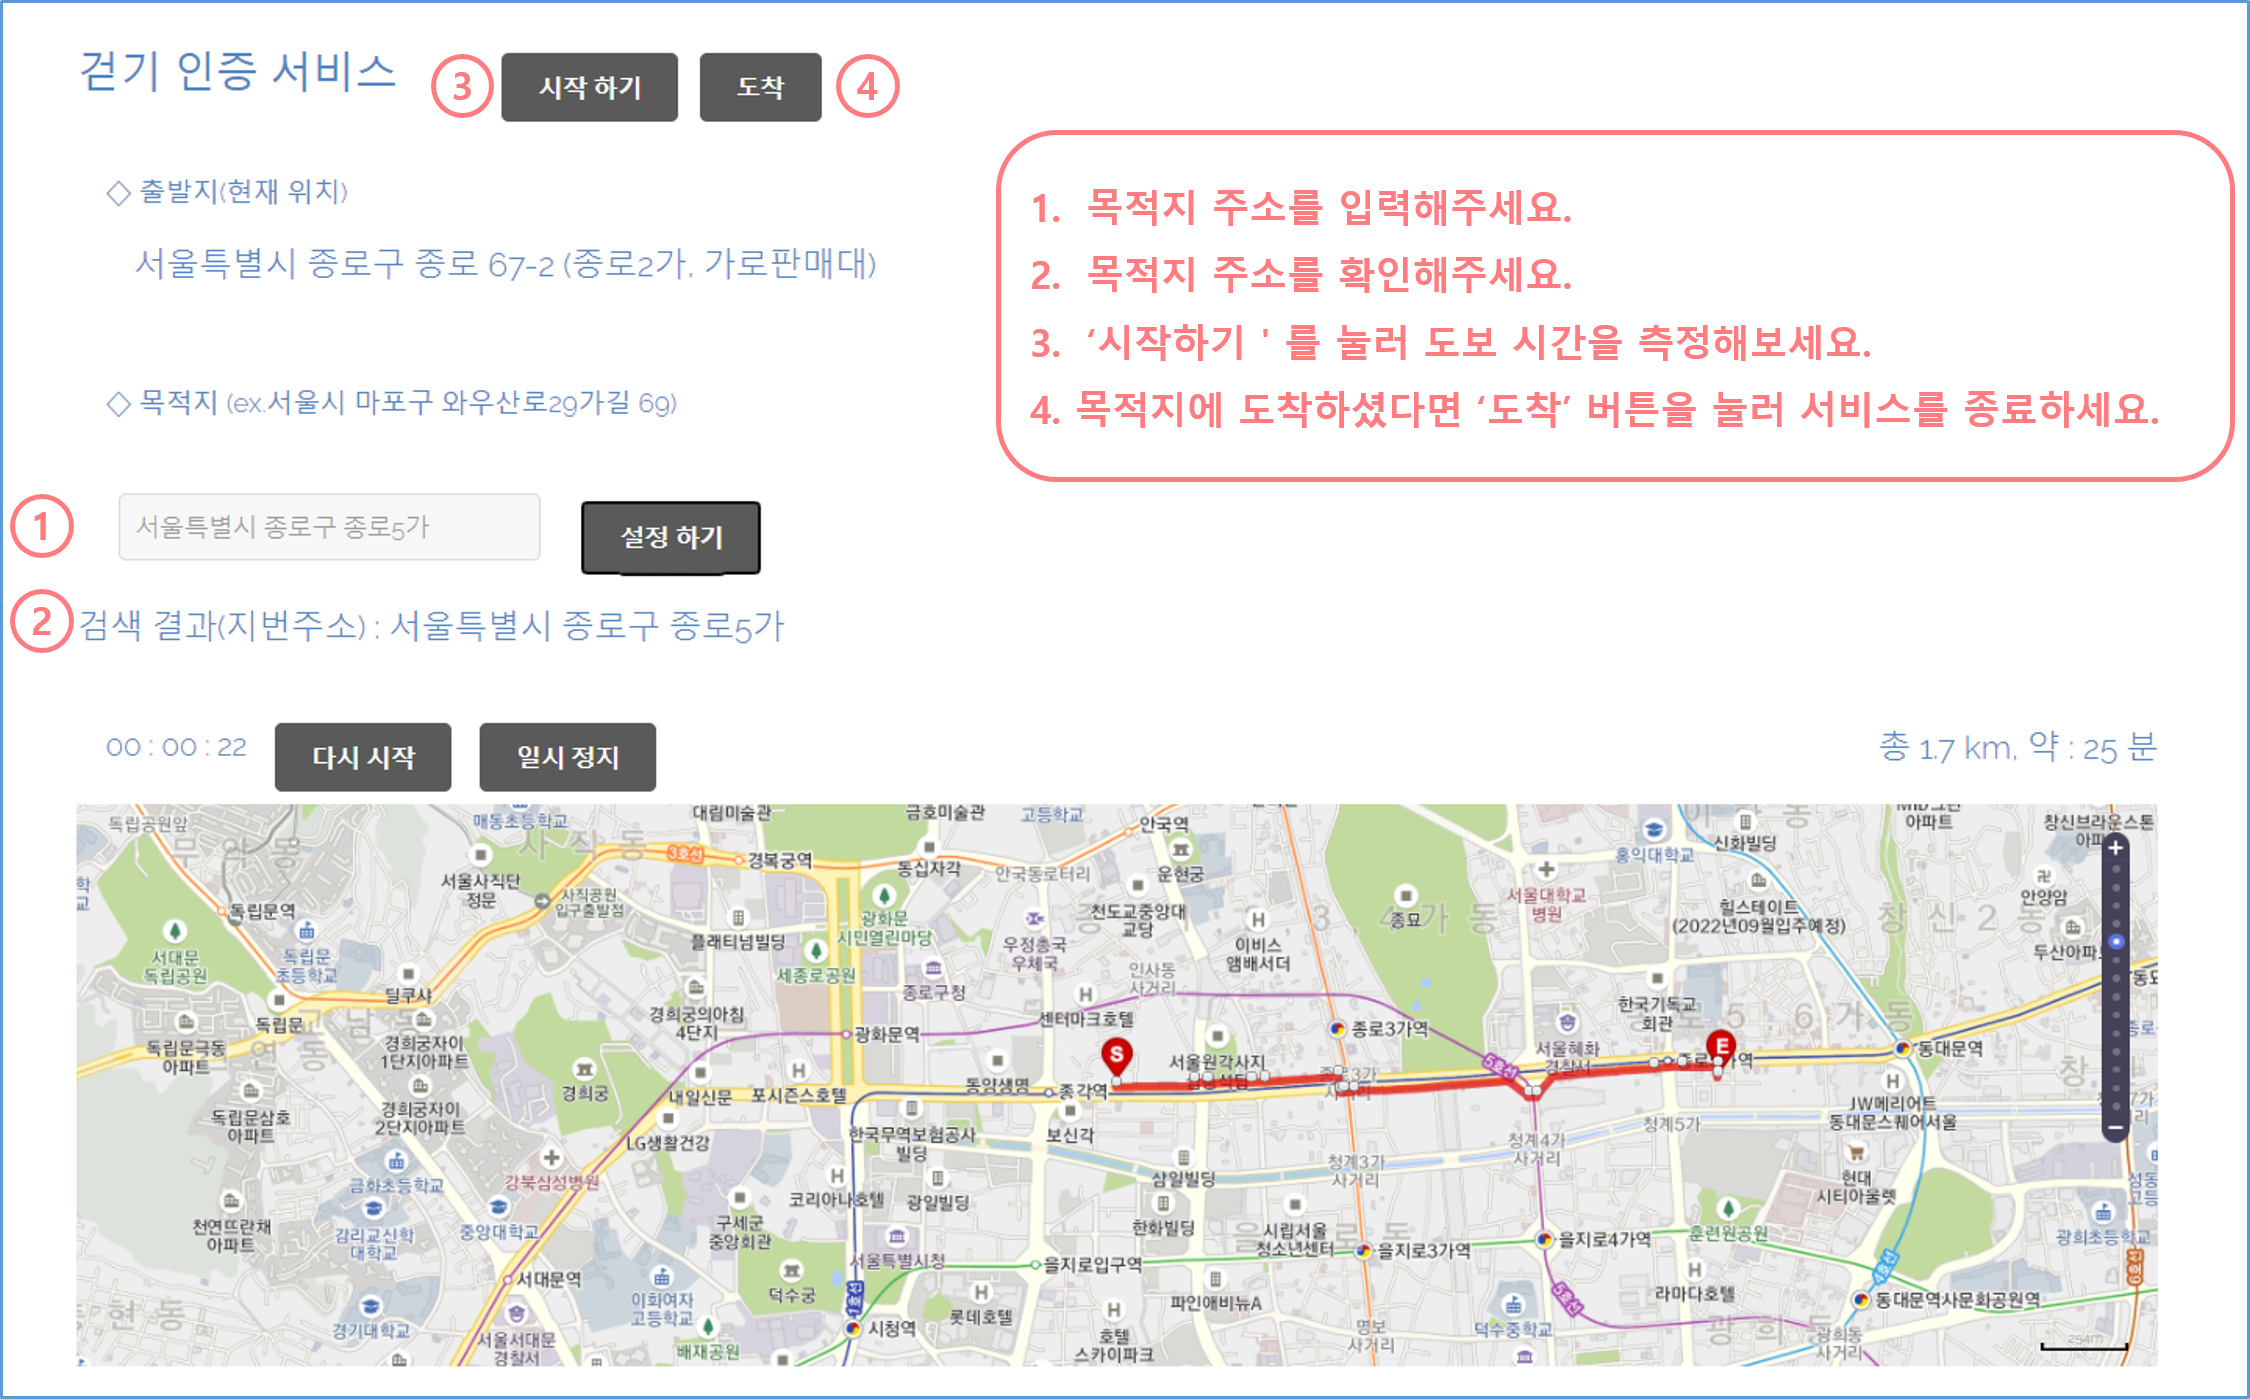 걷기 인증 서비스
3
시작 하기
도착
4
◇ 출발지(현재 위치)
서울특별시 종로구 종로 67-2 (종로2가, 가로판매대)
1. 목적지 주소를 입력해주세요.
2. 목적지 주소를 확인해주세요.
3. ‘시작하기 ' 를 눌러 도보 시간을 측정해보세요.
4. 목적지에 도착하셨다면 ‘도착’ 버튼을 눌러 서비스를 종료하세요.
◇ 목적지 (ex.서울시 마포구 와우산로29가길 69)
1
서울특별시 종로구 종로5가
설정 하기
2
검색 결과(지번주소) : 서울특별시 종로구 종로5가
00 : 00 : 22
다시 시작
일시 정지
총 1.7 km, 약 : 25 분
독립공원앞
매동초등학교
대림미술관
금호미술관
고등학교
안국역
신화빌딩
아파트
창신브라운스톤
사직동
3호선
경복궁역
동십자각
안국동로터리
운현궁
홍익대학교
서울사직단
정문
사직공원
입구출발점
독립문역
광화문
시민열린마당
천도교중앙대
교당
종묘
서울대학교
병원
힐스테이트
(2022년09월입주예정)
안양암
창신2동
서대문
독립공원
독립문
초등학교
플래티넘빌딩
세종로공원
우정총국
우체국
이비스
앰배서더
두산아파트
딜쿠샤
종로구청
인사동
사거리
독립문
경희궁의아침
4단지
센터마크호텔
한국기독교
회관
5 6가동
독립문극동
아파트
경희궁자이
1단지아파트
광화문역
종로3가역
서울혜화
경찰서
동대문역
S
E
서울원각사지
5호선
경희궁
동양생명
종각역
내일신문
포시즌스호텔
JW메리어트
동대문스퀘어서울
독립문삼호
아파트
경희궁자이
2단지아파트
LG생활건강
한국무역보험공사
빌딩
보신각
청계4가
사거리
청계5가
강북삼성병원
삼일빌딩
청계3가
사거리
금화초등학교
코리아나호텔
광일빌딩
현대
시티아울렛
천연뜨란채
아파트
감리교신학
대학교
중앙대학교
구세군
중앙회관
한화빌딩
을지로동
시립서울
청소년센터
훈련원공원
광희초등학교
서울특별시청
을지로입구역
을지로3가역
을지로4가역
4호선
6호선
서대문역
이화여자
고등학교
덕수궁
1호선
롯데호텔
파인애비뉴A
5호선
라마다호텔
동대문역사문화공원역
경기대학교
서울서대문
경찰서
배재공원
시청역
호텔
스카이파크
명보
사거리
덕수중학교
광희동
광희동
사거리
254m